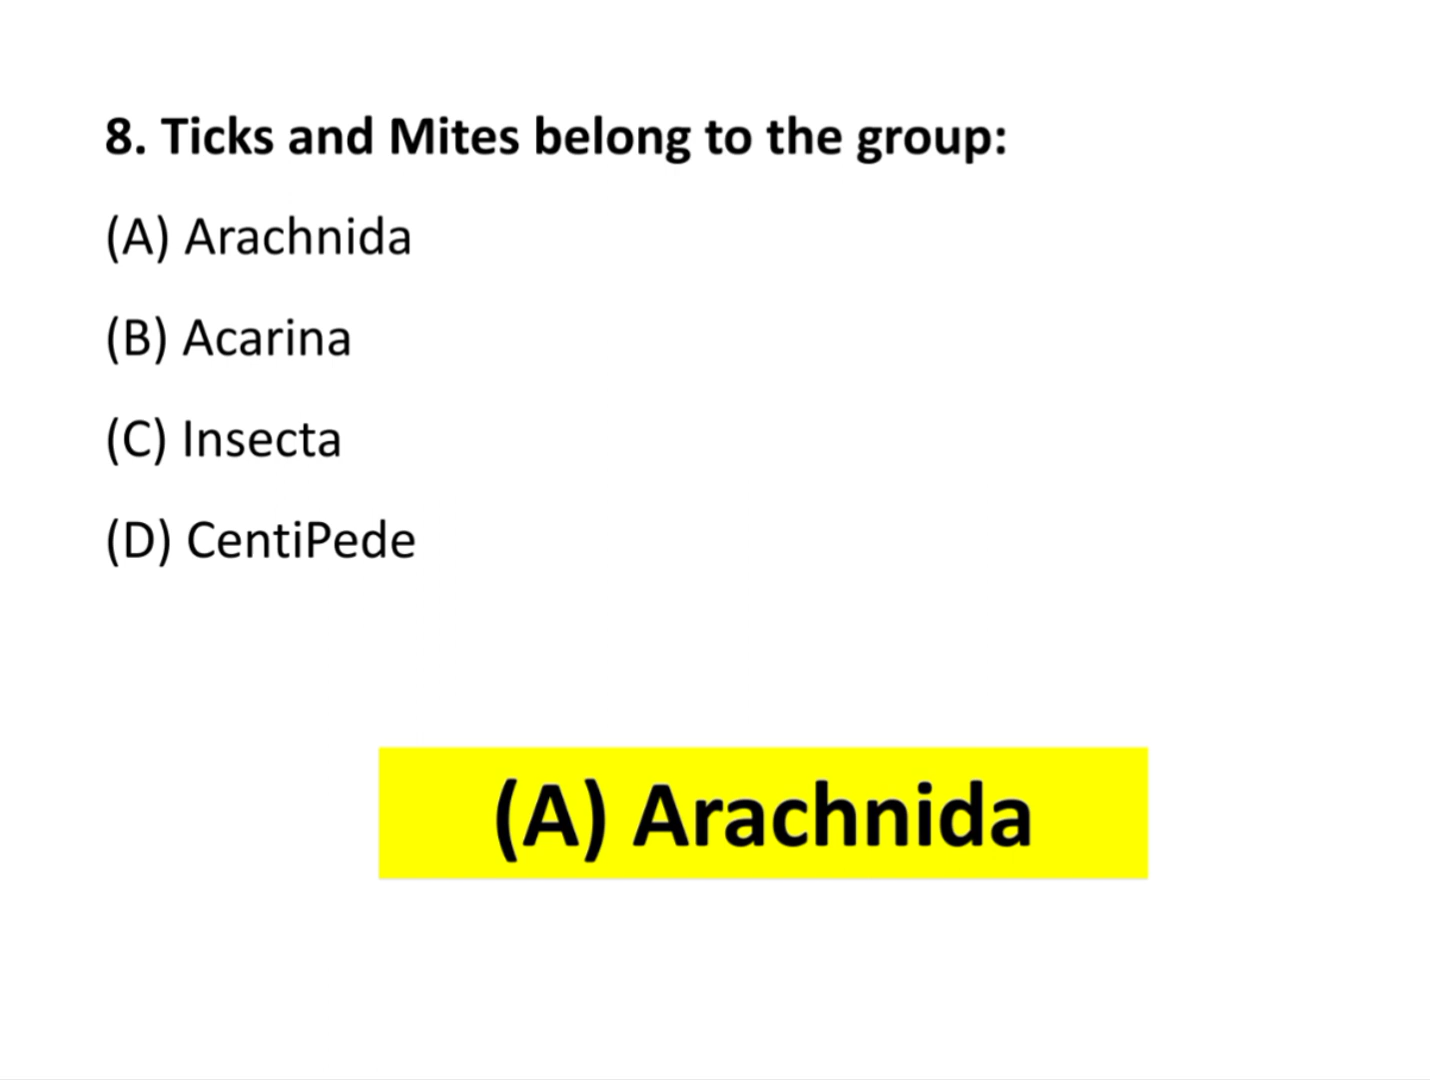 8. Ticks and Mites belong to the group:
(A) Arachnida
(B) Acarina
(C) Insecta
(D) CentiPede
(A) Arachnida